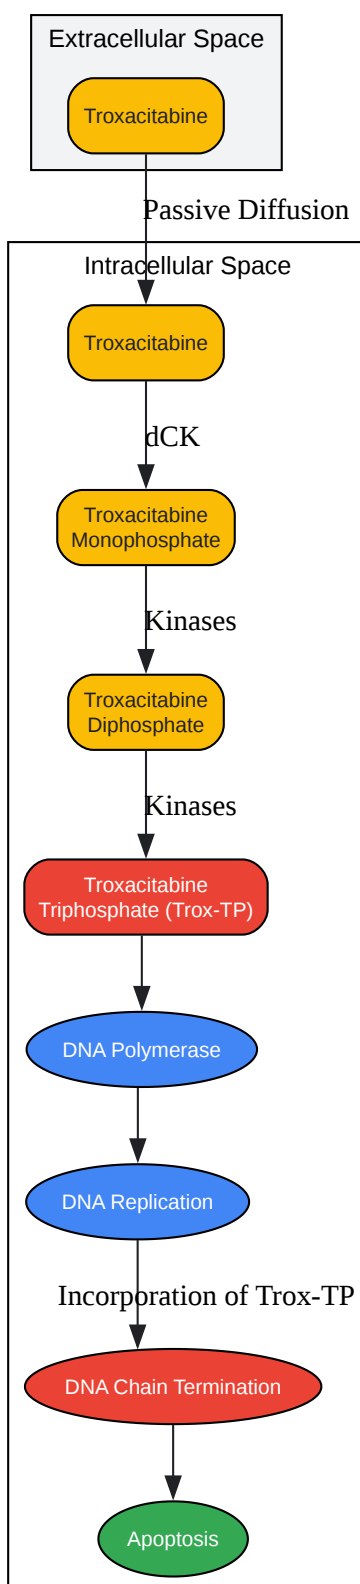 Extracellular Space
Troxacitabine
Passive Diffusion
Intracellular Space
Troxacitabine
dCK
Troxacitabine
Monophosphate
Kinases
Troxacitabine
Diphosphate
Kinases
Troxacitabine
Triphosphate (Trox-TP)
DNA Polymerase
DNA Replication
Incorporation of Trox-TP
DNA Chain Termination
Apoptosis